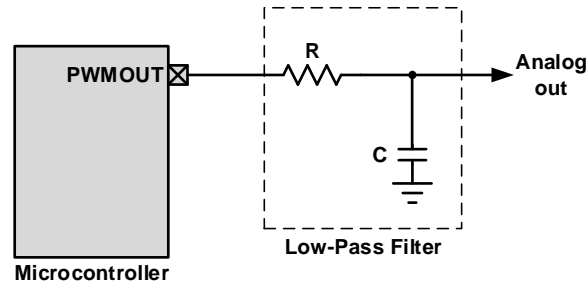 R
PWMOUT
Analog
out
C
Low-Pass Filter
Microcontroller